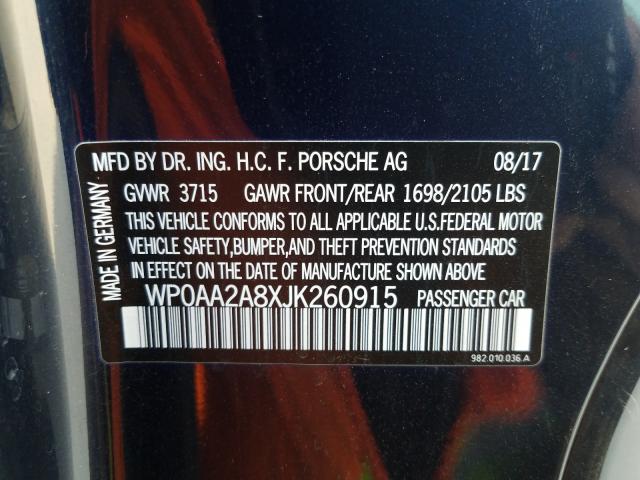 MFD BY DR. ING. H.C. F. PORSCHE AG 08/17
GVWR 3715 GAWR FRONT/REAR 1698/2105 LBS
THIS VEHICLE CONFORMS TO ALL APPLICABLE U.S.FEDERAL MOTOR
VEHICLE SAFETY,BUMPER,AND THEFT PREVENTION STANDARDS
IN EFFECT ON THE DATE OF MANUFACTURE SHOWN ABOVE
WP0AA2A8XJK260915 PASSENGER CAR
982.010.036.A
MADE IN GERMANY